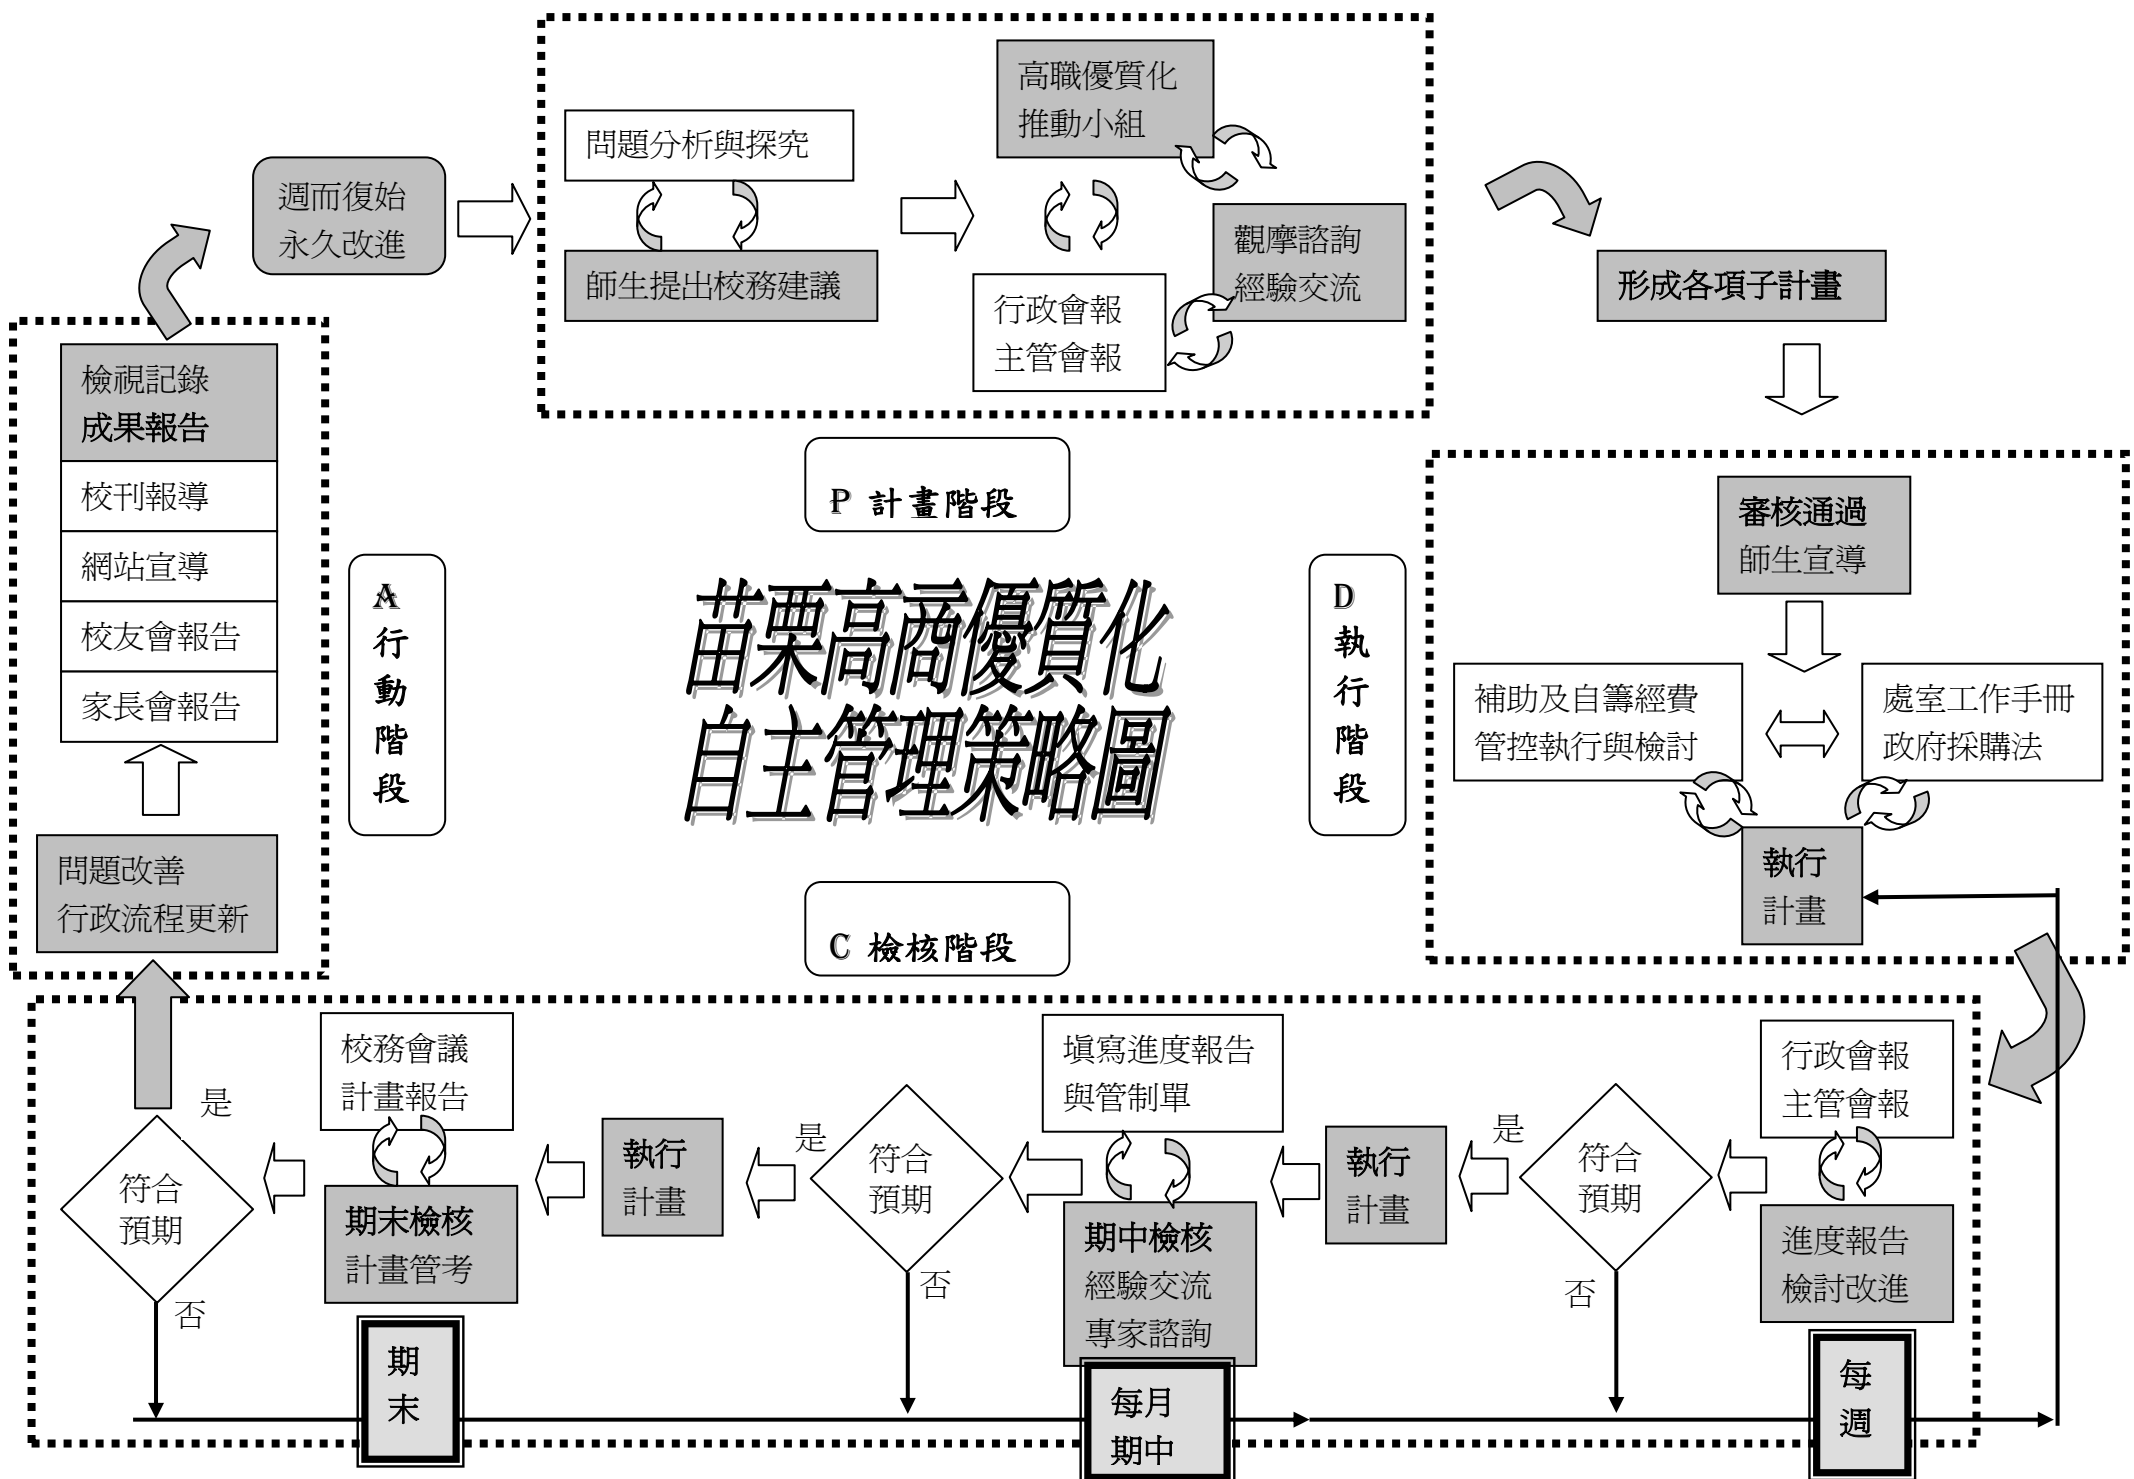 高職優質化
推動小組
問題分析與探究
師生提出校務建議
觀摩諮詢
經驗交流
行政會報
主管會報
週而復始
永久改進
形成各項子計畫
檢視記錄
成果報告
校刊報導
網站宣導
校友會報告
家長會報告
問題改善
行政流程更新
P 計畫階段
A
行
動
階
段
苗栗高商優質化
自主管理策略圖
D
執
行
階
段
C 檢核階段
審核通過
師生宣導
補助及自籌經費
管控執行與檢討
處室工作手冊
政府採購法
執行
計畫
行政會報
主管會報
進度報告
檢討改進
每
週
符合
預期
是
否
執行
計畫
填寫進度報告
與管制單
期中檢核
經驗交流
專家諮詢
每月
期中
符合
預期
是
否
執行
計畫
校務會議
計畫報告
期末檢核
計畫管考
期
末
符合
預期
是
否